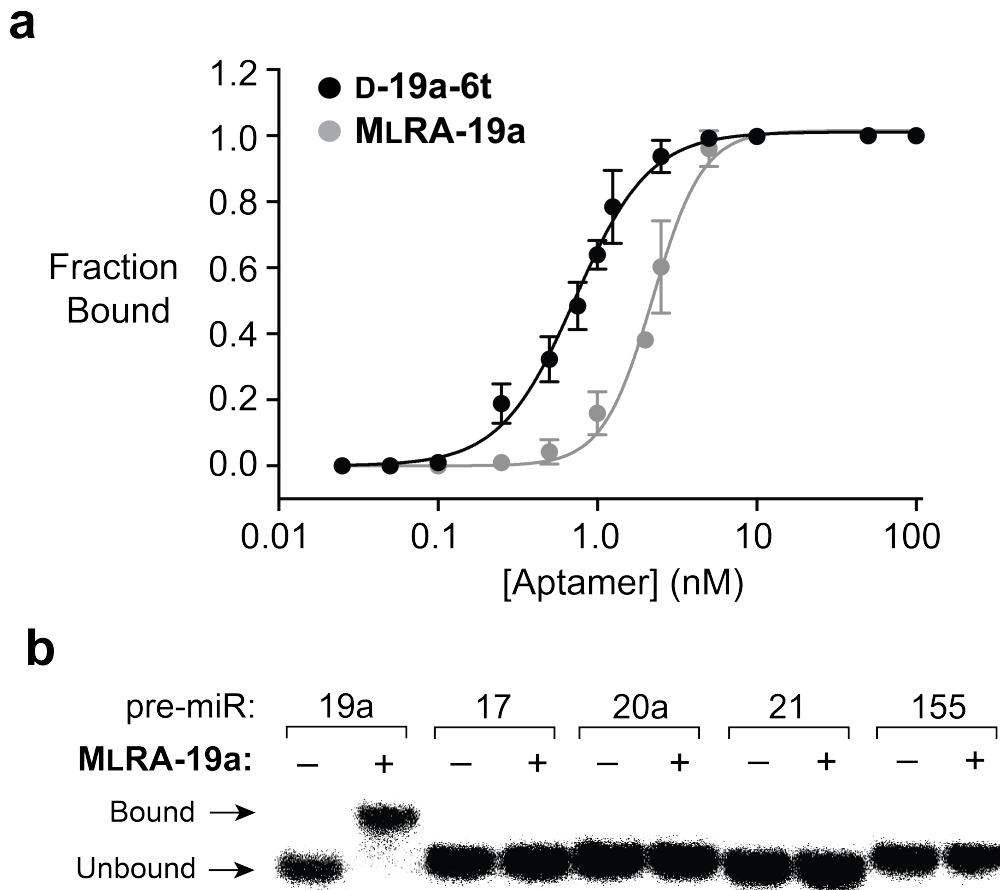 a
1.2
1.0
0.8
0.6
0.4
0.2
0.0
D-19a-6t
MLRA-19a
Fraction
Bound
0.01 0.1 1.0 10 100
[Aptamer] (nM)
b
pre-miR: 19a 17 20a 21 155
MLRA-19a: – + – + – + – + – +
Bound →
Unbound →